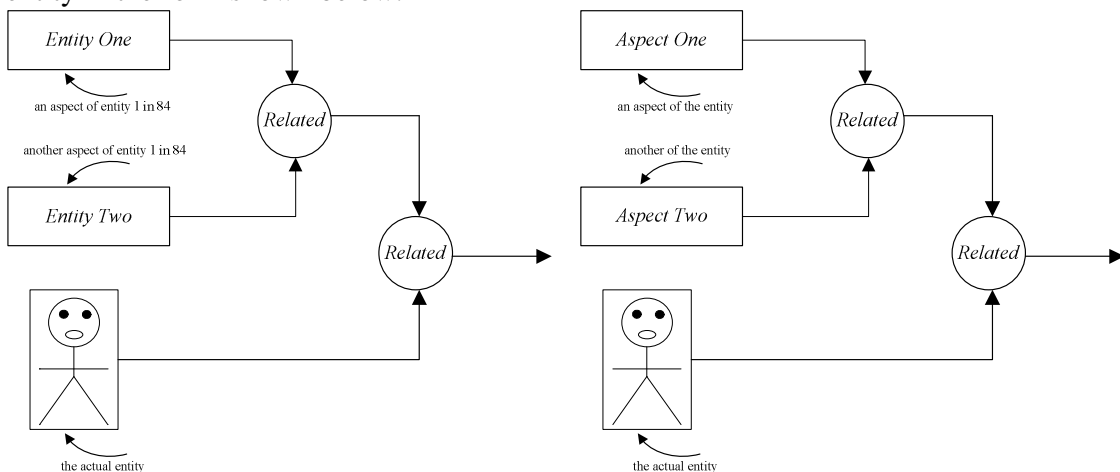 Entity One
an aspect of entity 1 in 84
Related
another aspect of entity 1 in 84
Entity Two
Related
the actual entity
Aspect One
an aspect of the entity
Related
another of the entity
Aspect Two
Related
the actual entity